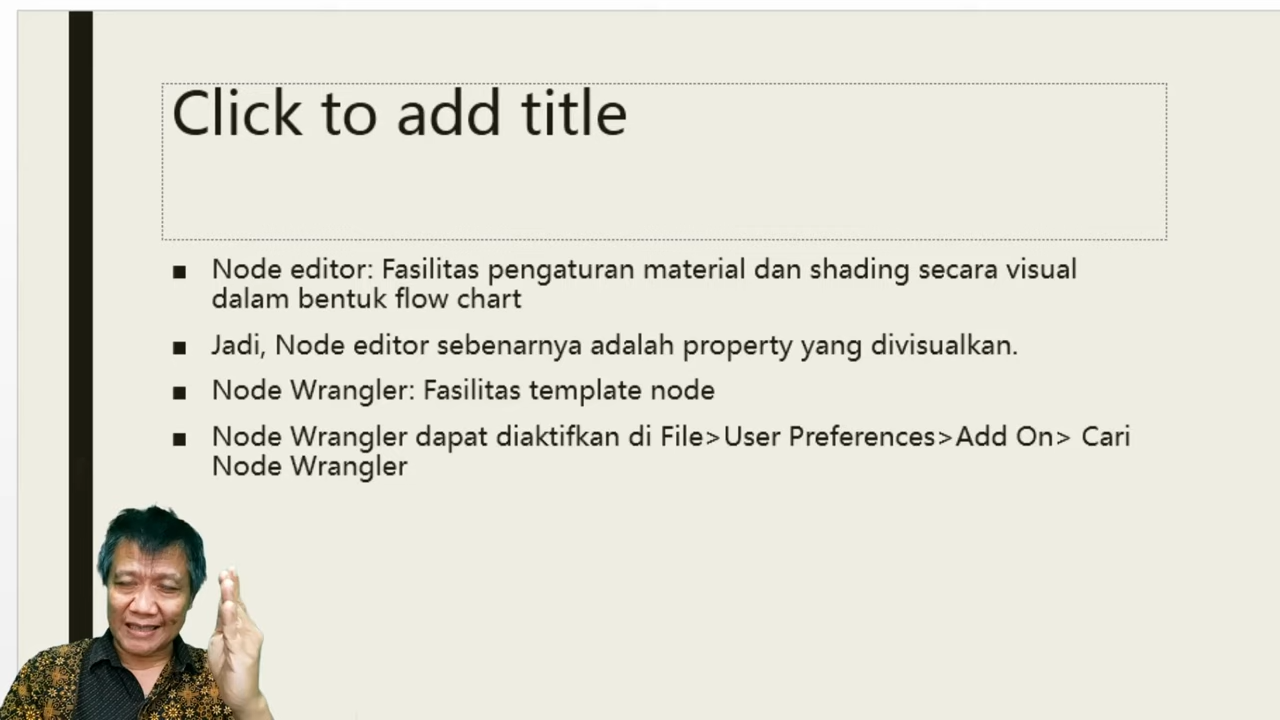 Click to add title
Node editor: Fasilitas pengaturan material dan shading secara visual
dalam bentuk flow chart
Jadi, Node editor sebenarnya adalah property yang divisualkan.
Node Wrangler: Fasilitas template node
Node Wrangler dapat diaktifkan di File>User Preferences>Add On> Cari
Node Wrangler